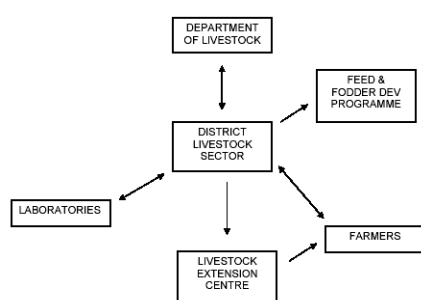 DEPARTMENT
OF LIVESTOCK
FEED &
FODDER DEV
PROGRAMME
DISTRICT
LIVESTOCK
SECTOR
LABORATORIES
FARMERS
LIVESTOCK
EXTENSION
CENTRE